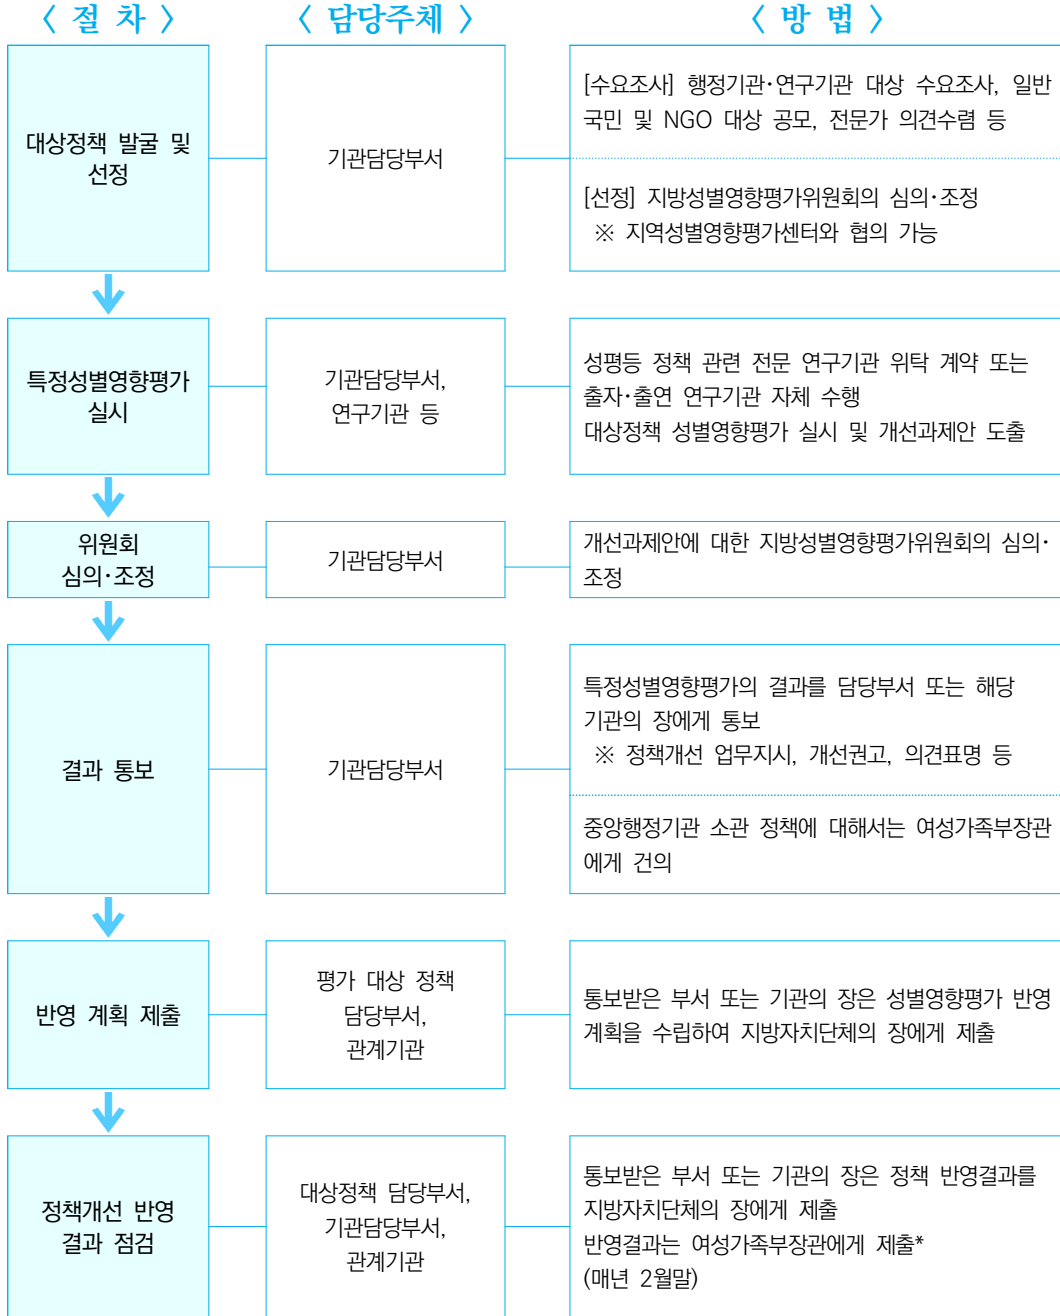 〈 절 차 〉
〈 담당주체 〉
〈 방 법 〉
대상정책 발굴 및
선정
기관담당부서
[수요조사] 행정기관·연구기관 대상 수요조사, 일반
국민 및 NGO 대상 공모, 전문가 의견수렴 등
[선정] 지방성별영향평가위원회의 심의·조정
※ 지역성별영향평가센터와 협의 가능
특정성별영향평가
실시
기관담당부서,
연구기관 등
성평등 정책 관련 전문 연구기관 위탁 계약 또는
출자·출연 연구기관 자체 수행
대상정책 성별영향평가 실시 및 개선과제안 도출
위원회
심의·조정
기관담당부서
개선과제안에 대한 지방성별영향평가위원회의 심의·
조정
결과 통보
기관담당부서
특정성별영향평가의 결과를 담당부서 또는 해당
기관의 장에게 통보
※ 정책개선 업무지시, 개선권고, 의견표명 등
중앙행정기관 소관 정책에 대해서는 여성가족부장관
에게 건의
반영 계획 제출
평가 대상 정책
담당부서,
관계기관
통보받은 부서 또는 기관의 장은 성별영향평가 반영
계획을 수립하여 지방자치단체의 장에게 제출
정책개선 반영
결과 점검
대상정책 담당부서,
기관담당부서,
관계기관
통보받은 부서 또는 기관의 장은 정책 반영결과를
지방자치단체의 장에게 제출
반영결과는 여성가족부장관에게 제출*
(매년 2월말)